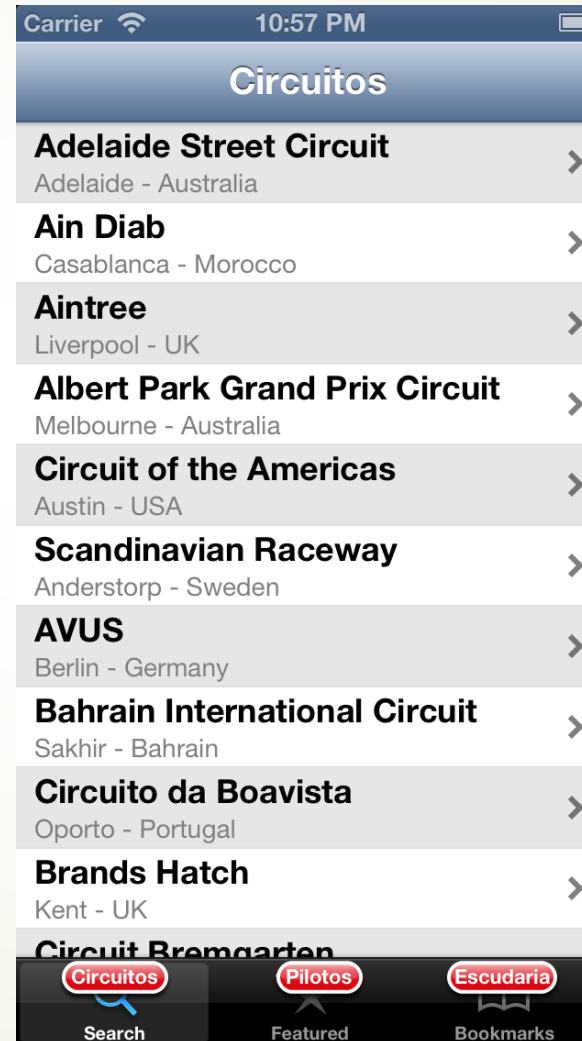 Carrier 10:57 PM
Circuitos
Adelaide Street Circuit
Adelaide - Australia
Ain Diab
Casablanca - Morocco
Aintree
Liverpool - UK
Albert Park Grand Prix Circuit
Melbourne - Australia
Circuit of the Americas
Austin - USA
Scandinavian Raceway
Anderstorp - Sweden
AVUS
Berlin - Germany
Bahrain International Circuit
Sakhir - Bahrain
Circuito da Boavista
Oporto - Portugal
Brands Hatch
Kent - UK
Circuit Bremgarten
Circuitos Pilotos Escudaria
Search Featured Bookmarks